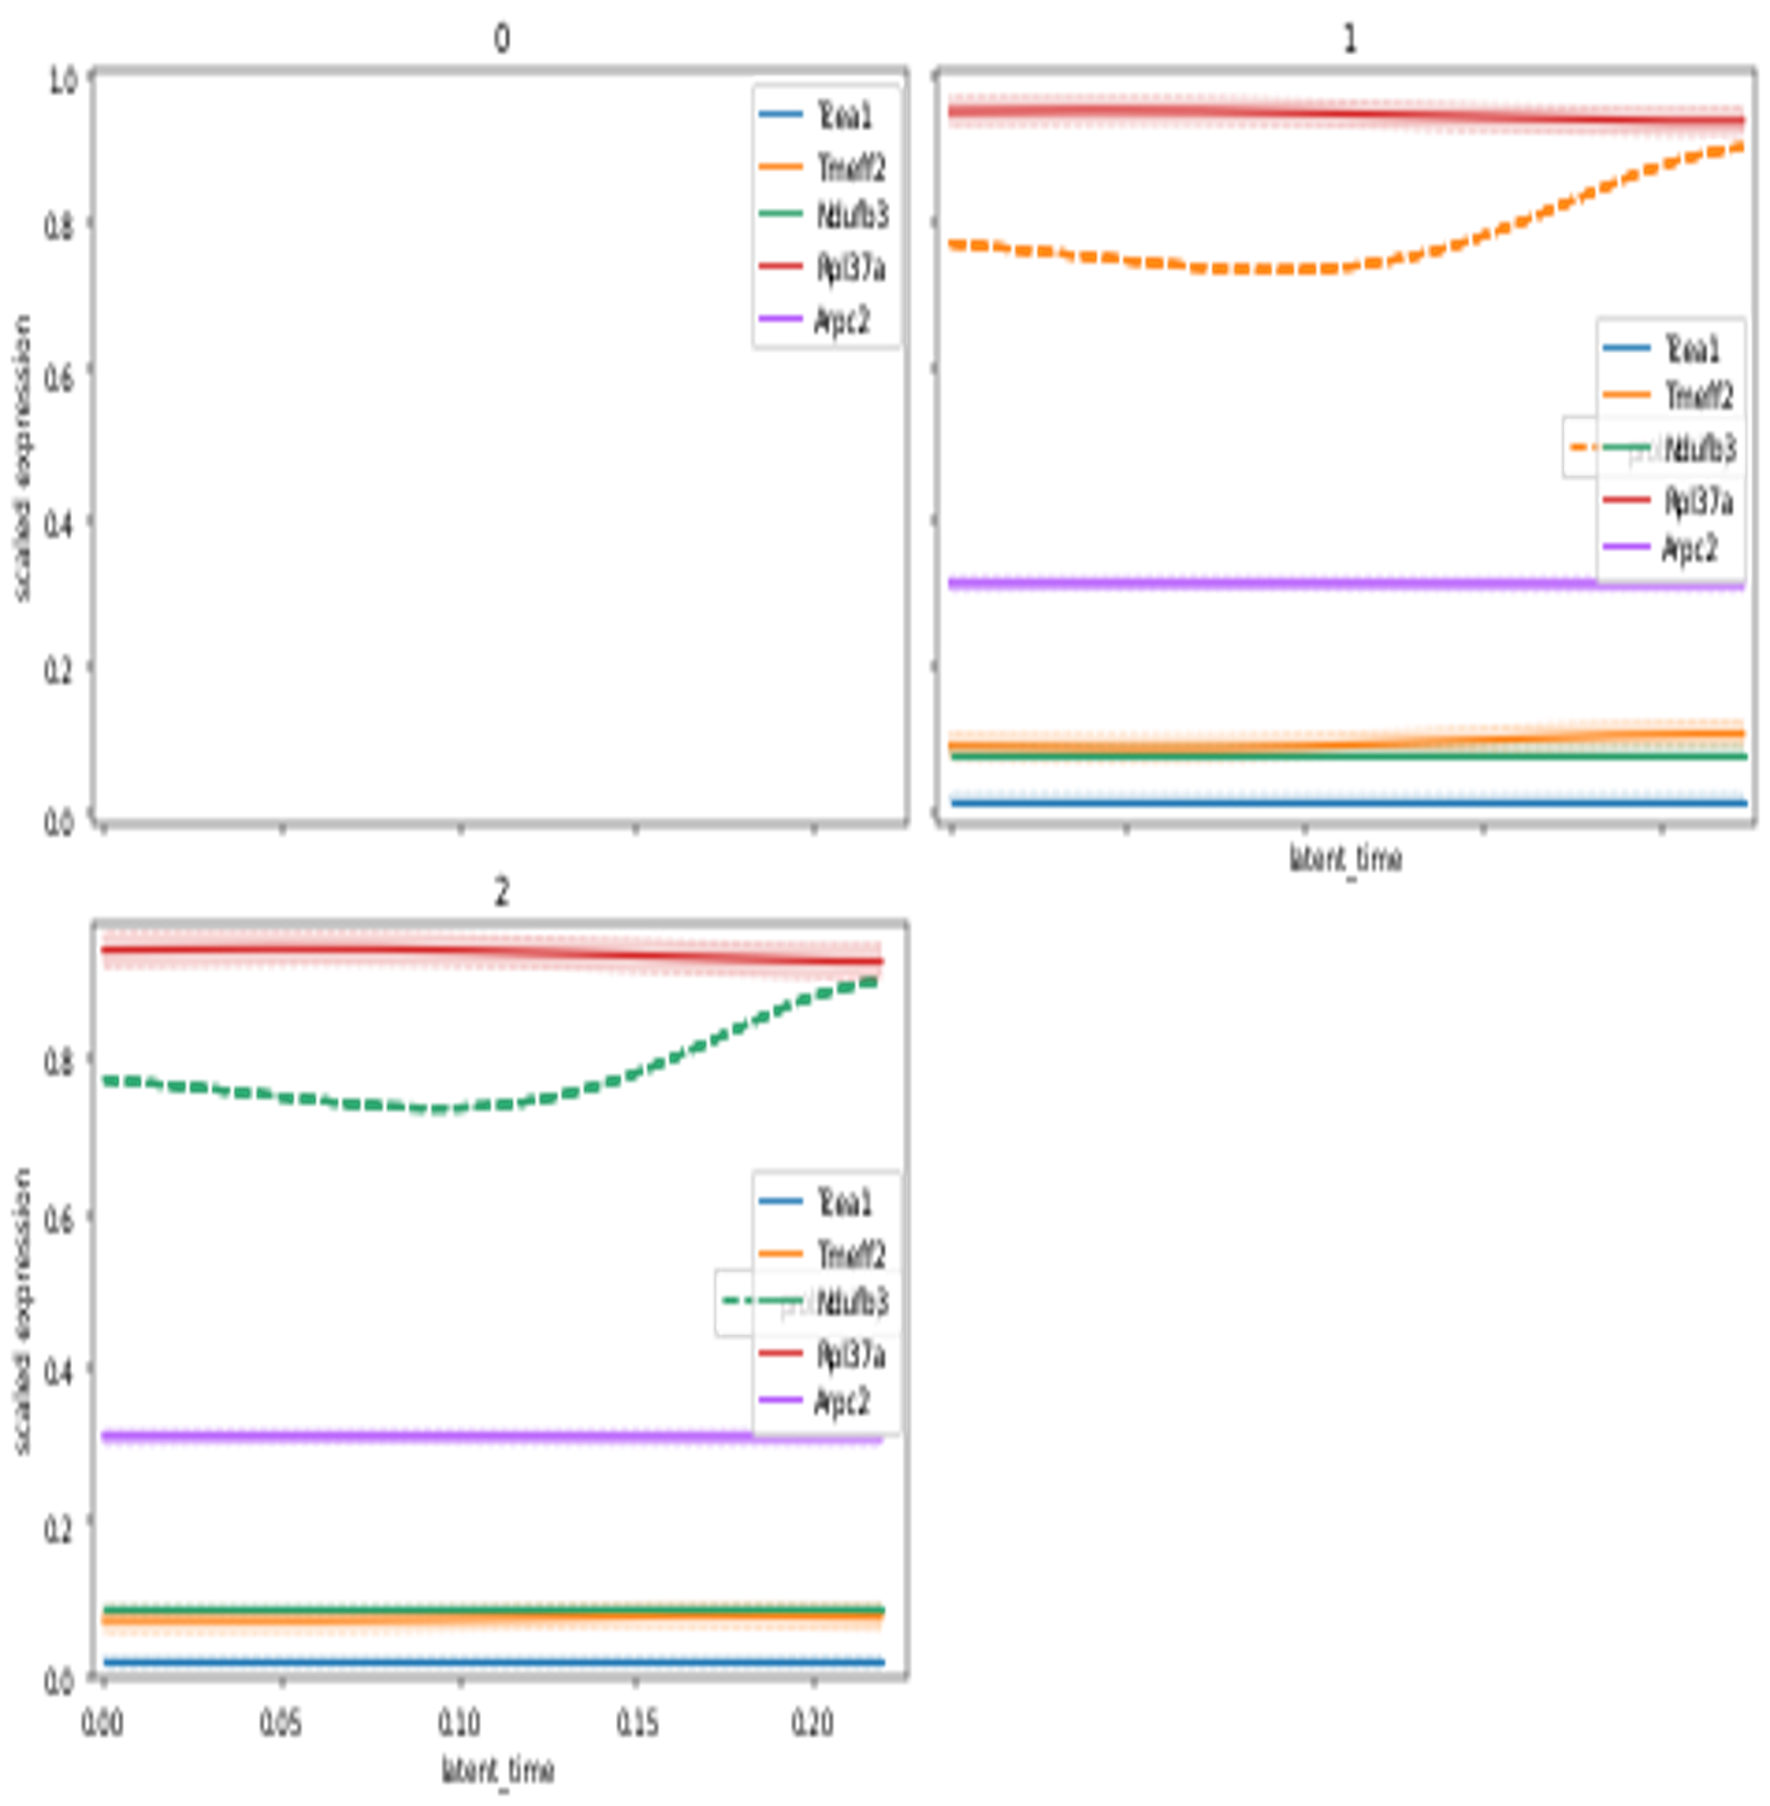 0
1.0
0.8
0.6
0.4
0.2
0.0
scaled expression
Tcea1
Tmeff2
Ndufb3
Rpl37a
Arpc2
1
Tcea1
Tmeff2
Ndufb3
Rpl37a
Arpc2
latent_time
2
0.8
0.6
0.4
0.2
0.0
scaled expression
Tcea1
Tmeff2
Ndufb3
Rpl37a
Arpc2
0.00 0.05 0.10 0.15 0.20
latent_time